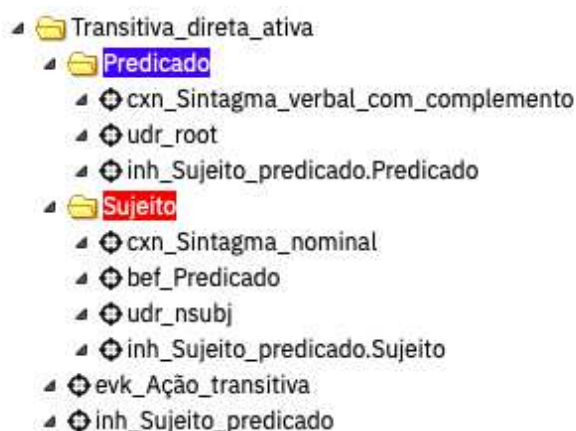 Transitiva_direta_ativa
Predicado
cxn_Sintagma_verbal_com_complemento
udr_root
inh_Sujeito_predicado.Predicado
Sujeito
cxn_Sintagma_nominal
bef_Predicado
udr_nsubj
inh_Sujeito_predicado.Sujeito
evk_Ação_transitiva
inh_Sujeito_predicado